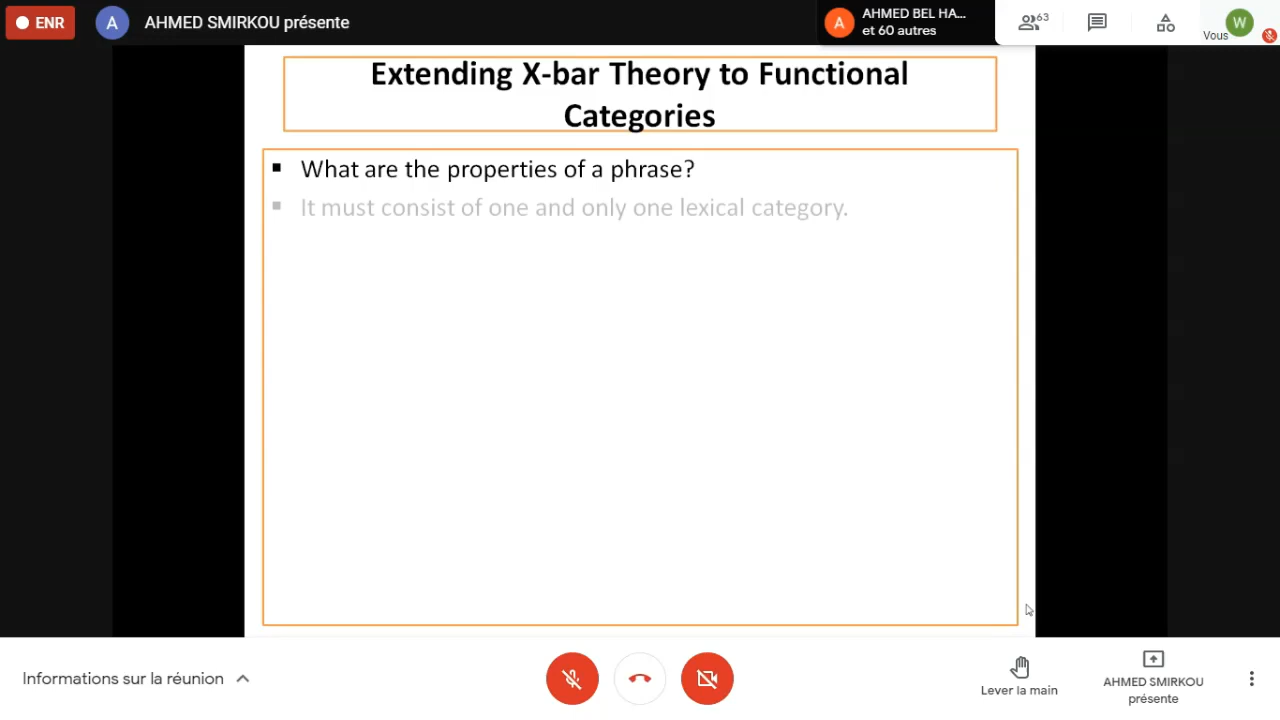 ENR
A
AHMED SMIRKOU présente
A
AHMED BEL HA...
et 60 autres
63
Vous
W
Extending X-bar Theory to Functional
Categories
What are the properties of a phrase?
It must consist of one and only one lexical category.
Informations sur la réunion
Lever la main
AHMED SMIRKOU
présente